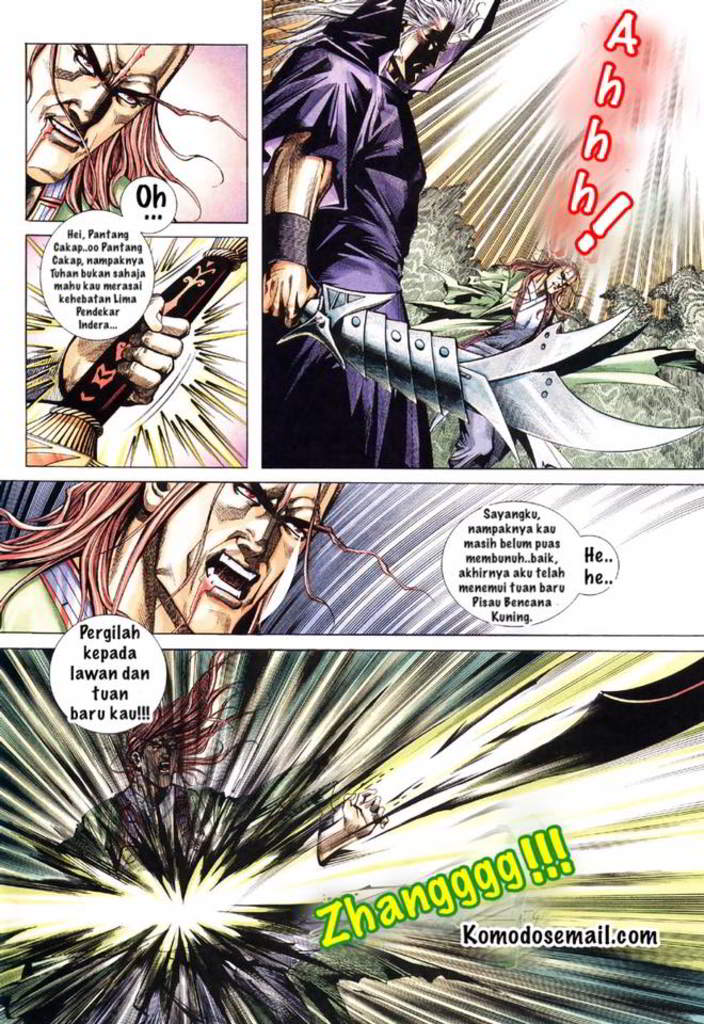 Oh
...
Hei, Pantang
Cakap..oo Pantang
Cakap, nampaknya
Tuhan bukan sahaja
mahu kau merasai
kehebatan Lima
Pendekar
Indera...
Ahhh!
Sayangku,
nampaknya kau
masih belum puas
membunuh..baik,
akhirnya aku telah
menemui tuan baru
Pisau Bencana
Kuning.
He..
he..
Pergilah
kepada
lawan dan
tuan
baru kau!!!
Zhangggg!!!
Komodosemail.com